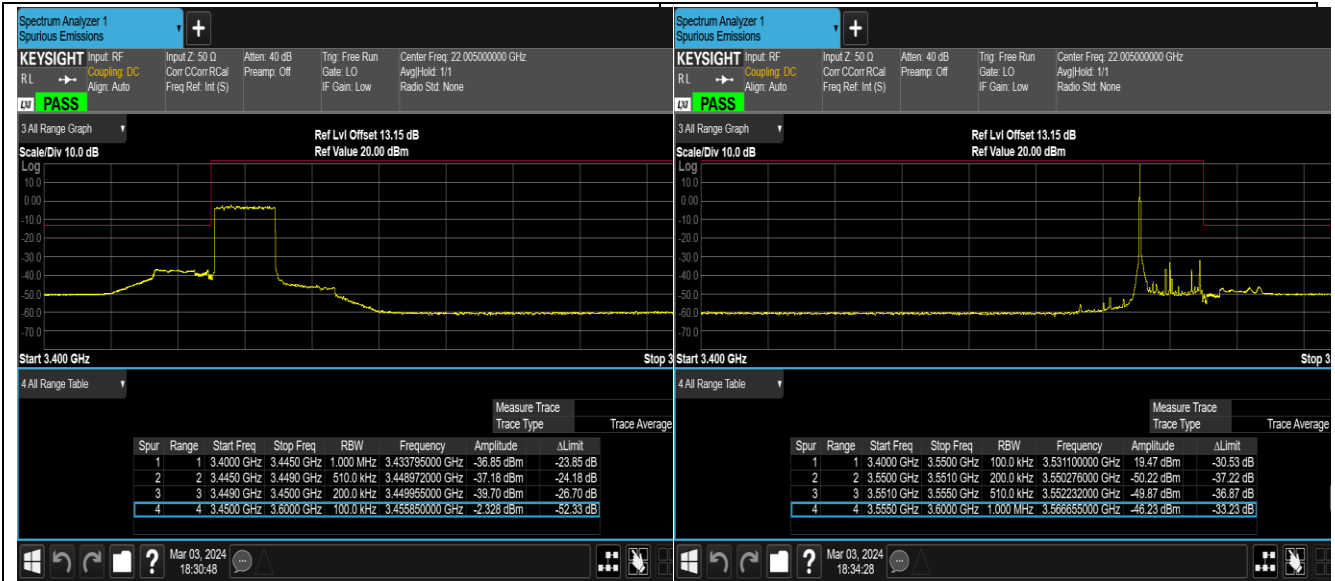 Spectrum Analyzer 1
Spurious Emissions
+
KEYSIGHT Input: RF Input Z: 50 Ω Atten: 40 dB Trig: Free Run Center Freq: 22.005000000 GHz
RL Coupling: DC Corr CCorr RCal Preamp: Off Gate: LO Avg|Hold: 1/1
Align: Auto Freq Ref: Int (S) IF Gain: Low Radio Std: None
LXI PASS
3 All Range Graph
Ref Lvl Offset 13.15 dB
Scale/Div 10.0 dB Ref Value 20.00 dBm
Log
10.0
0.00
-10.0
-20.0
-30.0
-40.0
-50.0
-60.0
-70.0
Start 3.400 GHz Stop 3
4 All Range Table
Measure Trace
Trace Type Trace Average
Spur Range Start Freq Stop Freq RBW Frequency Amplitude ΔLimit
1 1 3.4000 GHz 3.4450 GHz 1.000 MHz 3.433795000 GHz -36.85 dBm -23.85 dB
2 2 3.4450 GHz 3.4490 GHz 510.0 kHz 3.448972000 GHz -37.18 dBm -24.18 dB
3 3 3.4490 GHz 3.4500 GHz 200.0 kHz 3.449955000 GHz -39.70 dBm -26.70 dB
4 4 3.4500 GHz 3.6000 GHz 100.0 kHz 3.455850000 GHz -2.328 dBm -52.33 dB
? Mar 03, 2024
18:30:48
Spectrum Analyzer 1
Spurious Emissions
+
KEYSIGHT Input: RF Input Z: 50 Ω Atten: 40 dB Trig: Free Run Center Freq: 22.005000000 GHz
RL Coupling: DC Corr CCorr RCal Preamp: Off Gate: LO Avg|Hold: 1/1
Align: Auto Freq Ref: Int (S) IF Gain: Low Radio Std: None
LXI PASS
3 All Range Graph
Ref Lvl Offset 13.15 dB
Scale/Div 10.0 dB Ref Value 20.00 dBm
Log
10.0
0.00
-10.0
-20.0
-30.0
-40.0
-50.0
-60.0
-70.0
Start 3.400 GHz Stop 3
4 All Range Table
Measure Trace
Trace Type Trace Average
Spur Range Start Freq Stop Freq RBW Frequency Amplitude ΔLimit
1 1 3.4000 GHz 3.5500 GHz 100.0 kHz 3.531100000 GHz 19.47 dBm -30.53 dB
2 2 3.5500 GHz 3.5510 GHz 200.0 kHz 3.550276000 GHz -50.22 dBm -37.22 dB
3 3 3.5510 GHz 3.5550 GHz 510.0 kHz 3.552232000 GHz -49.87 dBm -36.87 dB
4 4 3.5550 GHz 3.6000 GHz 1.000 MHz 3.566655000 GHz -46.23 dBm -33.23 dB
? Mar 03, 2024
18:34:28